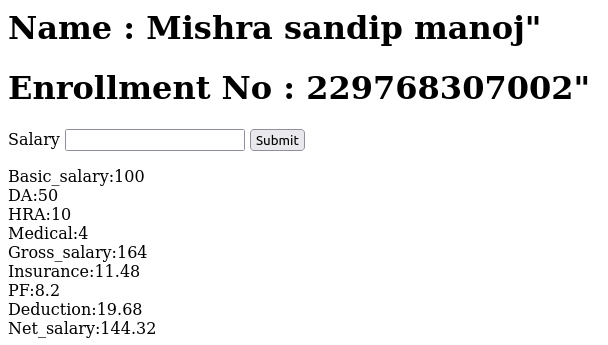 Name : Mishra sandip manoj"
Enrollment No : 229768307002"
Salary Submit
Basic_salary:100
DA:50
HRA:10
Medical:4
Gross_salary:164
Insurance:11.48
PF:8.2
Deduction:19.68
Net_salary:144.32